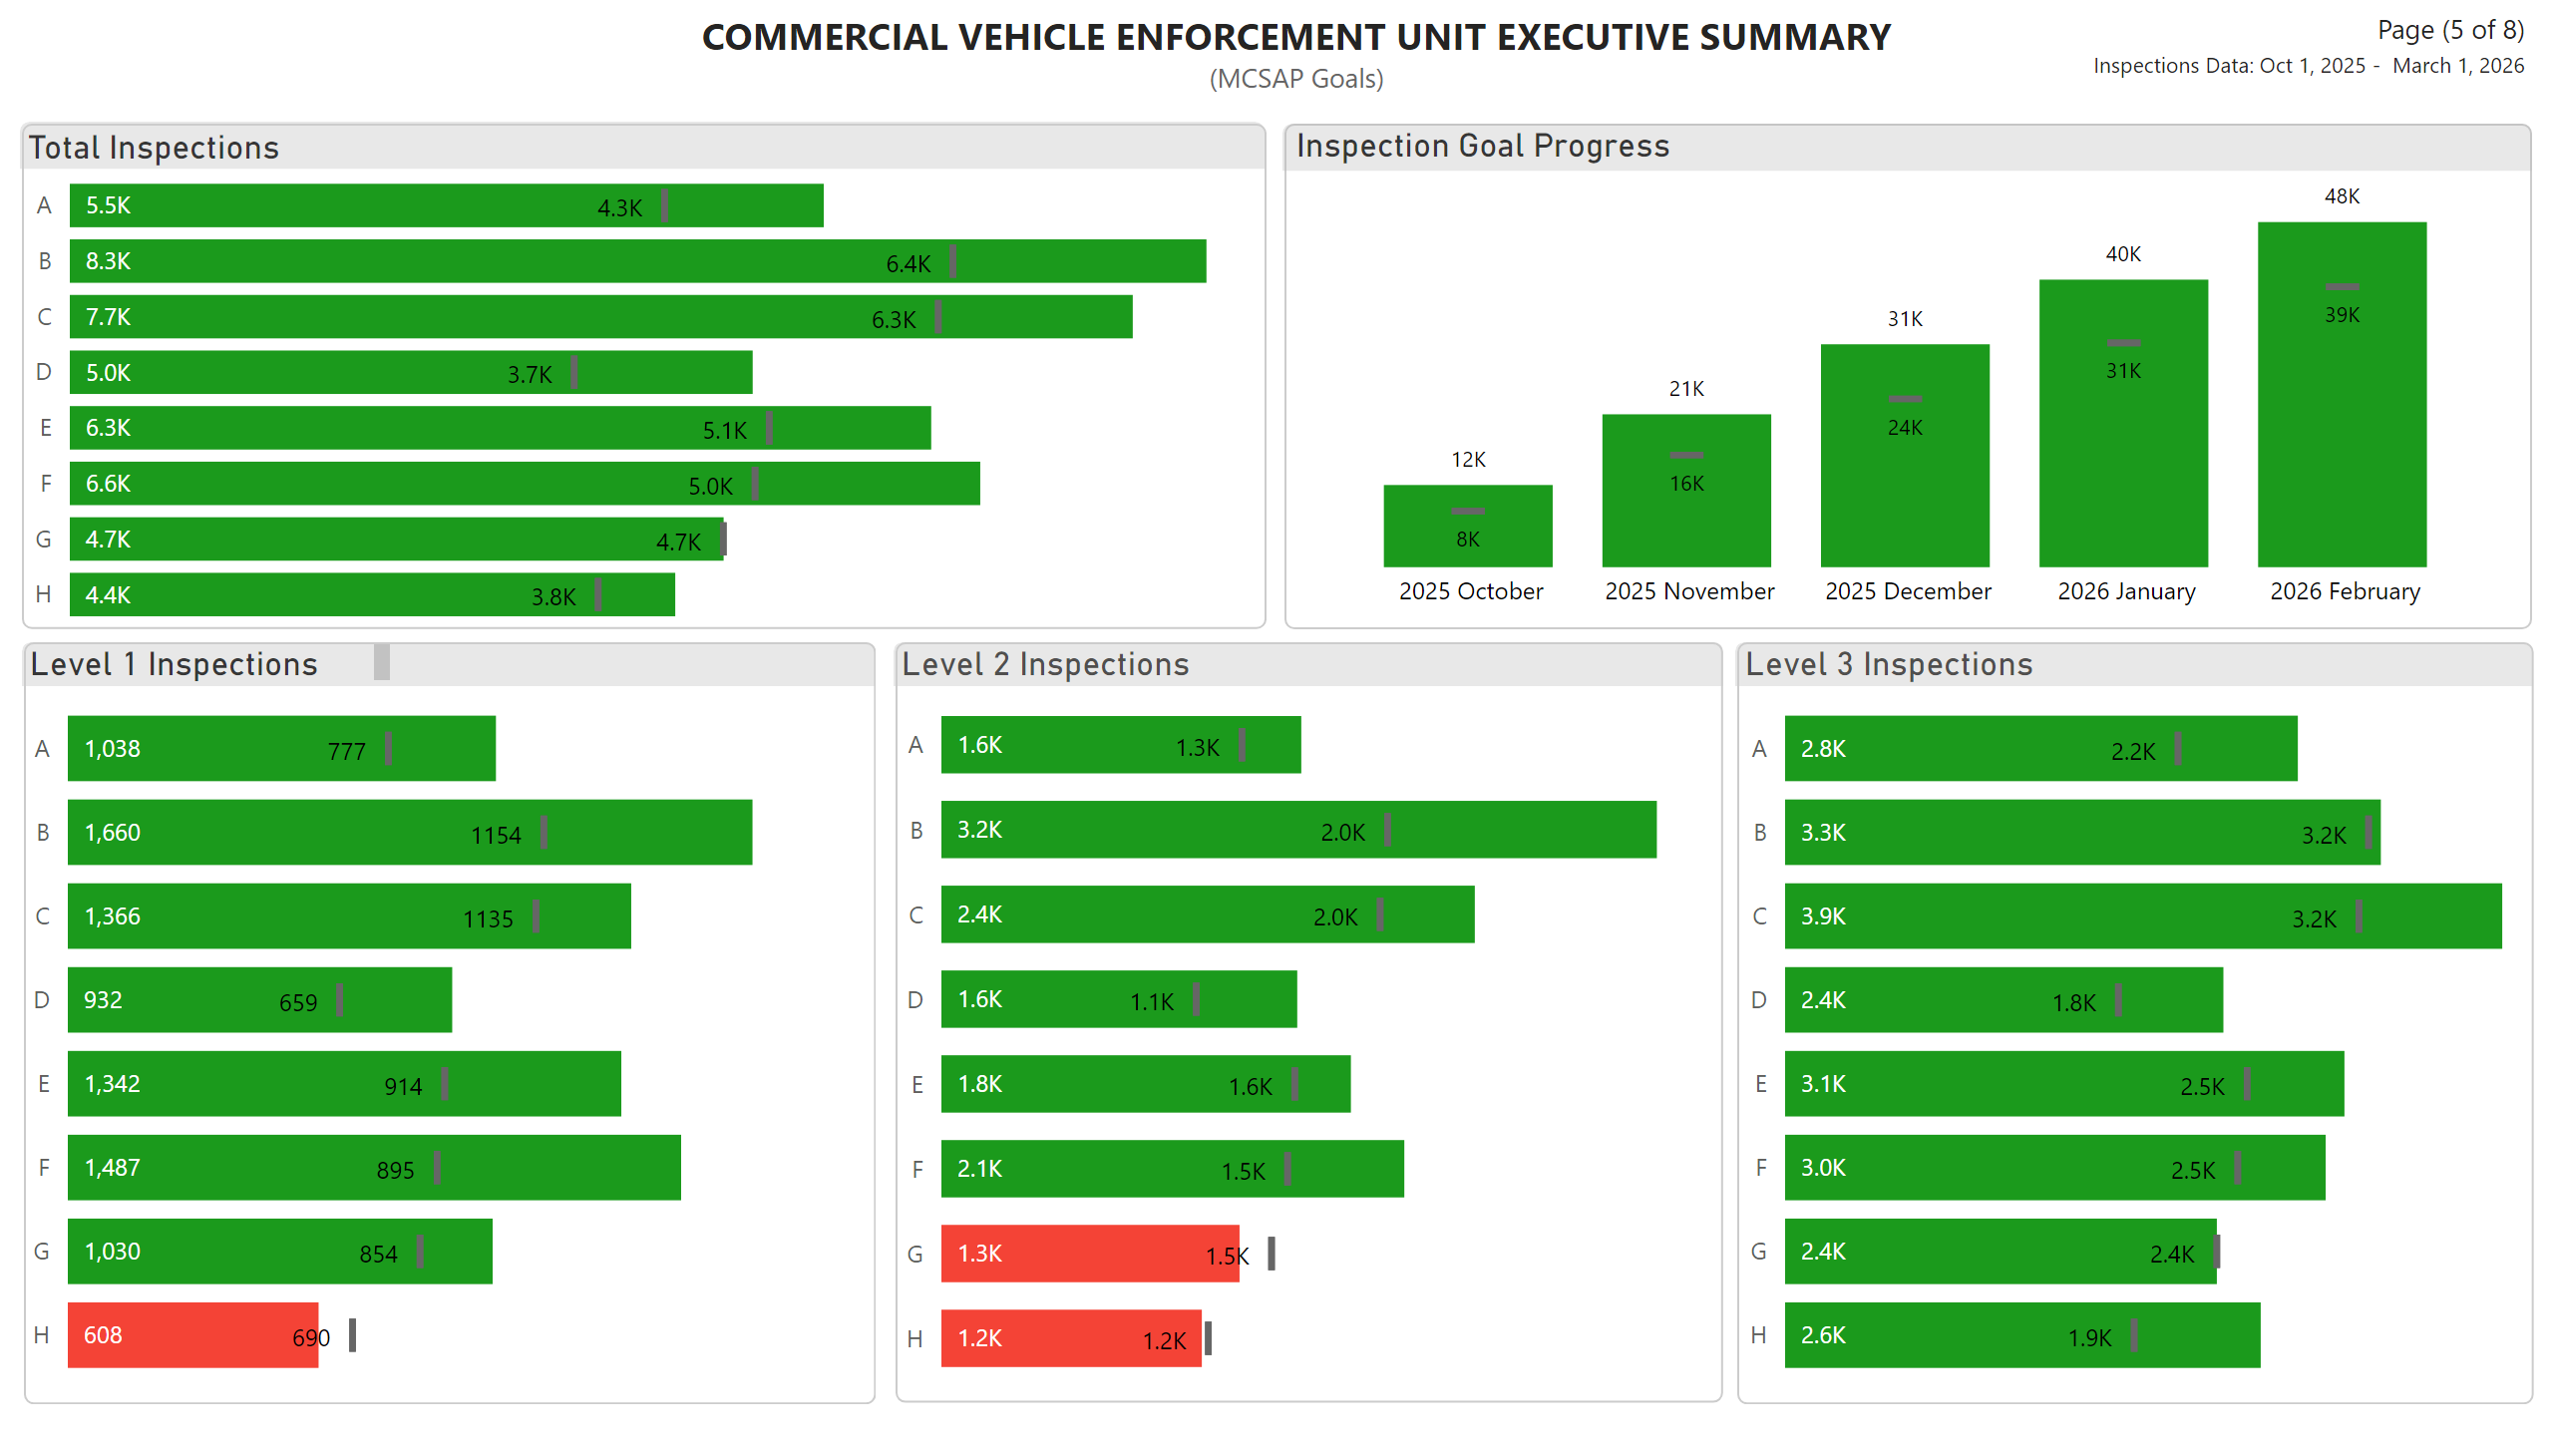 COMMERCIAL VEHICLE ENFORCEMENT UNIT EXECUTIVE SUMMARY
(MCSAP Goals)
Page (5 of 8)
Inspections Data: Oct 1, 2025 - March 1, 2026
Total Inspections
A 5.5K 4.3K
B 8.3K 6.4K
C 7.7K 6.3K
D 5.0K 3.7K
E 6.3K 5.1K
F 6.6K 5.0K
G 4.7K 4.7K
H 4.4K 3.8K
Inspection Goal Progress
12K 21K 31K 40K 48K
8K 16K 24K 31K 39K
2025 October 2025 November 2025 December 2026 January 2026 February
Level 1 Inspections
A 1,038 777
B 1,660 1154
C 1,366 1135
D 932 659
E 1,342 914
F 1,487 895
G 1,030 854
H 608 690
Level 2 Inspections
A 1.6K 1.3K
B 3.2K 2.0K
C 2.4K 2.0K
D 1.6K 1.1K
E 1.8K 1.6K
F 2.1K 1.5K
G 1.3K 1.5K
H 1.2K 1.2K
Level 3 Inspections
A 2.8K 2.2K
B 3.3K 3.2K
C 3.9K 3.2K
D 2.4K 1.8K
E 3.1K 2.5K
F 3.0K 2.5K
G 2.4K 2.4K
H 2.6K 1.9K